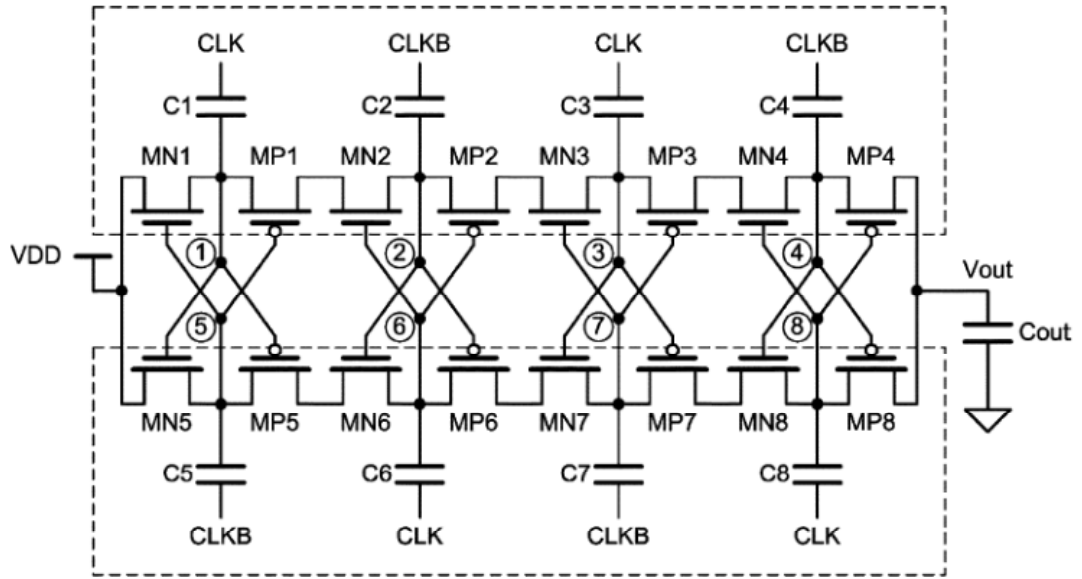 CLK CLKB CLK CLKB
C1 C2 C3 C4
MN1 MP1 MN2 MP2 MN3 MP3 MN4 MP4
VDD 1 2 3 4 Vout
5 6 7 8 Cout
MN5 MP5 MN6 MP6 MN7 MP7 MN8 MP8
C5 C6 C7 C8
CLKB CLK CLKB CLK